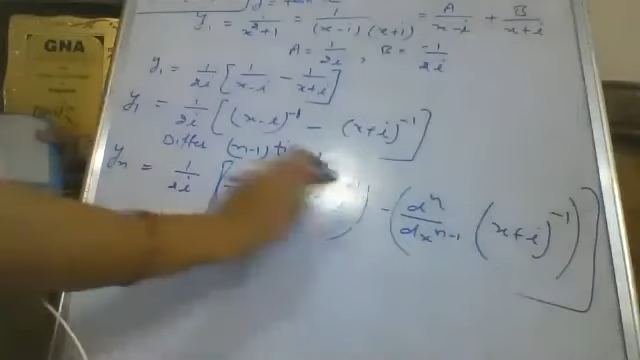 GNA
y₁ = 1/(x²+1) = 1/((x-i)(x+i)) = A/(x-i) + B/(x+i)
A = 1/2i , B = -1/2i
y₁ = 1/2i [ 1/(x-i) - 1/(x+i) ]
y₁ = 1/2i [ (x-i)⁻¹ - (x+i)⁻¹ ]
Differ (n-1)
yₙ = 1/2i [ - ( dⁿ/dxⁿ⁻¹ (x+i)⁻¹ ) ]